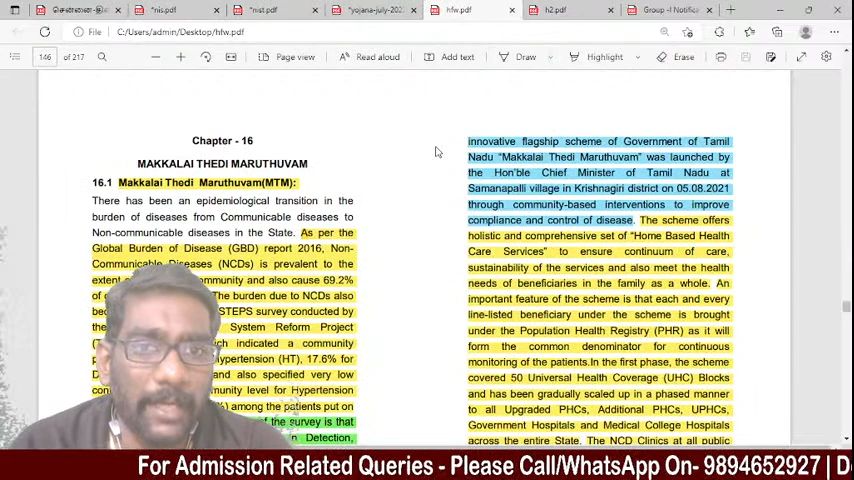 சென்னை-இ
*nis.pdf
*nist.pdf
*yojana-july-202
hfw.pdf
h2.pdf
Group -I Notifica
File C:/Users/admin/Desktop/hfw.pdf
146 of 217
Page view
Read aloud
Add text
Draw
Highlight
Erase
Chapter - 16
MAKKALAI THEDI MARUTHUVAM
16.1 Makkalai Thedi Maruthuvam(MTM):
There has been an epidemiological transition in the
burden of diseases from Communicable diseases to
Non-communicable diseases in the State. As per the
Global Burden of Disease (GBD) report 2016, Non-
Communicable Diseases (NCDs) is prevalent to the
extent community and also cause 69.2%
of The burden due to NCDs also
STEPS survey conducted by
the System Reform Project
which indicated a community
hypertension (HT), 17.6% for
and also specified very low
community level for Hypertension
among the patients put on
of the survey is that
Detection,
innovative flagship scheme of Government of Tamil
Nadu "Makkalai Thedi Maruthuvam" was launched by
the Hon'ble Chief Minister of Tamil Nadu at
Samanapalli village in Krishnagiri district on 05.08.2021
through community-based interventions to improve
compliance and control of disease. The scheme offers
holistic and comprehensive set of "Home Based Health
Care Services" to ensure continuum of care,
sustainability of the services and also meet the health
needs of beneficiaries in the family as a whole. An
important feature of the scheme is that each and every
line-listed beneficiary under the scheme is brought
under the Population Health Registry (PHR) as it will
form the common denominator for continuous
monitoring of the patients.In the first phase, the scheme
covered 50 Universal Health Coverage (UHC) Blocks
and has been gradually scaled up in a phased manner
to all Upgraded PHCs, Additional PHCs, UPHCs,
Government Hospitals and Medical College Hospitals
across the entire State. The NCD Clinics at all public
For Admission Related Queries - Please Call/WhatsApp On- 9894652927 |